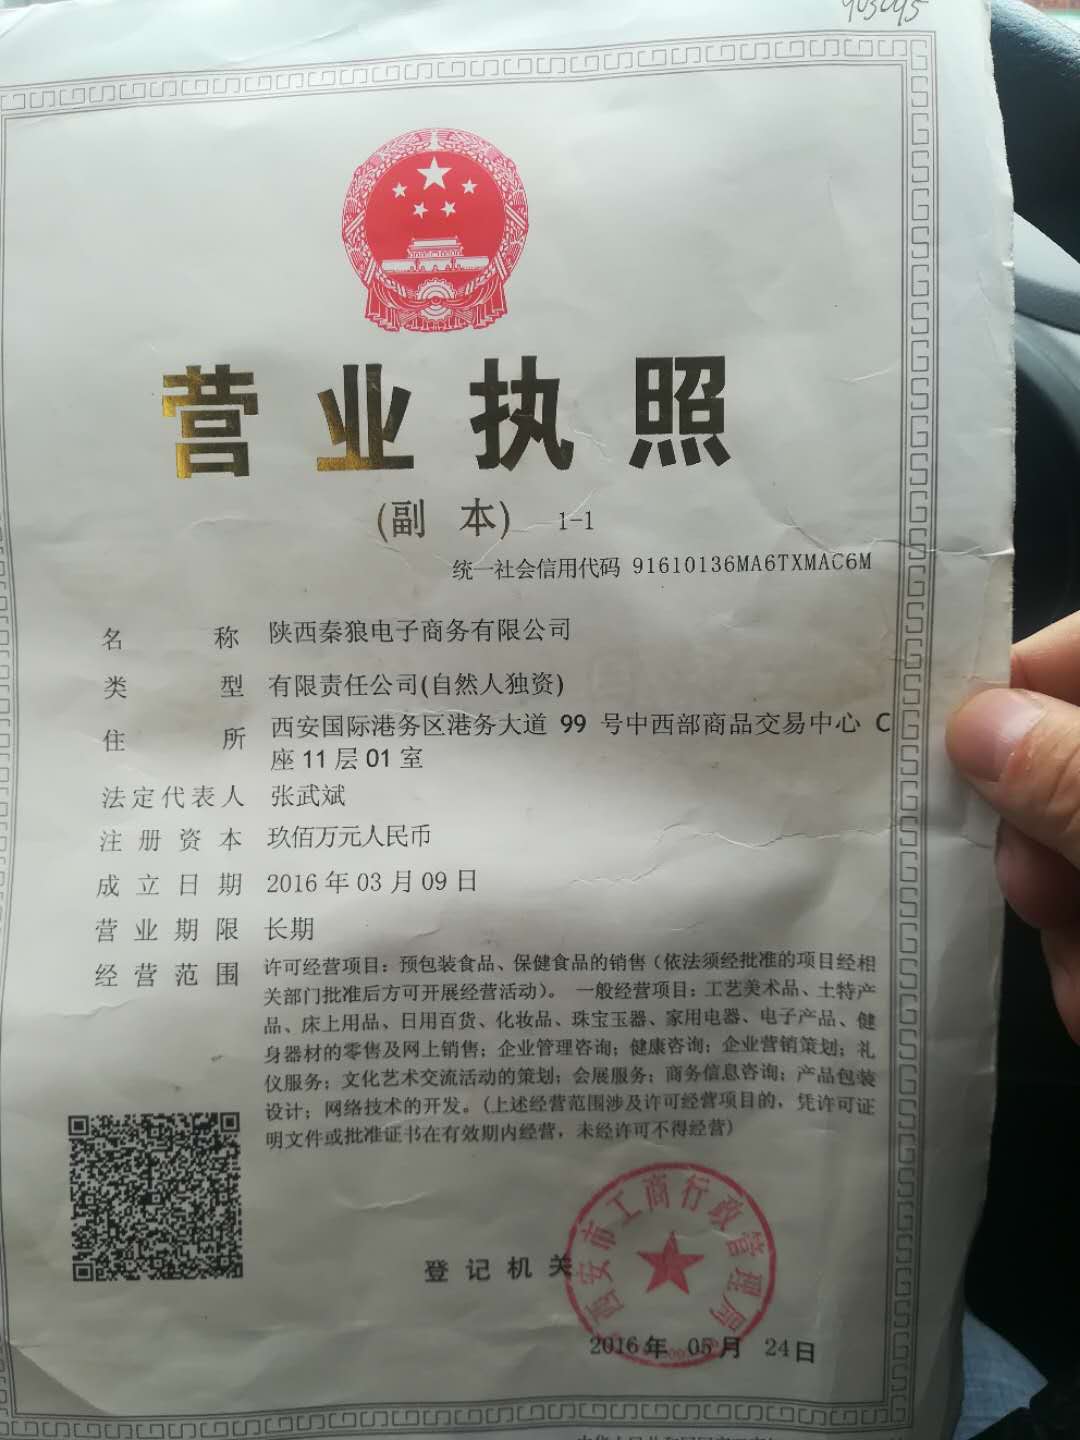 营业执照
(副 本) 1-1
统一社会信用代码 91610136MA6TXMAC6M
名称 陕西秦狼电子商务有限公司
类型 有限责任公司(自然人独资)
住所 西安国际港务区港务大道 99 号中西部商品交易中心 C
座 11 层 01 室
法定代表人 张武斌
注册资本 玖佰万元人民币
成立日期 2016 年 03 月 09 日
营业期限 长期
经营范围 许可经营项目：预包装食品、保健食品的销售（依法须经批准的项目经相
关部门批准后方可开展经营活动）。 一般经营项目：工艺美术品、土特产
品、床上用品、日用百货、化妆品、珠宝玉器、家用电器、电子产品、健
身器材的零售及网上销售；企业管理咨询；健康咨询；企业营销策划；礼
仪服务；文化艺术交流活动的策划；会展服务；商务信息咨询；产品包装
设计；网络技术的开发。(上述经营范围涉及许可经营项目的，凭许可证
明文件或批准证书在有效期内经营，未经许可不得经营)
西安市工商行政管理局
登记机关
2016 年 05 月 24 日